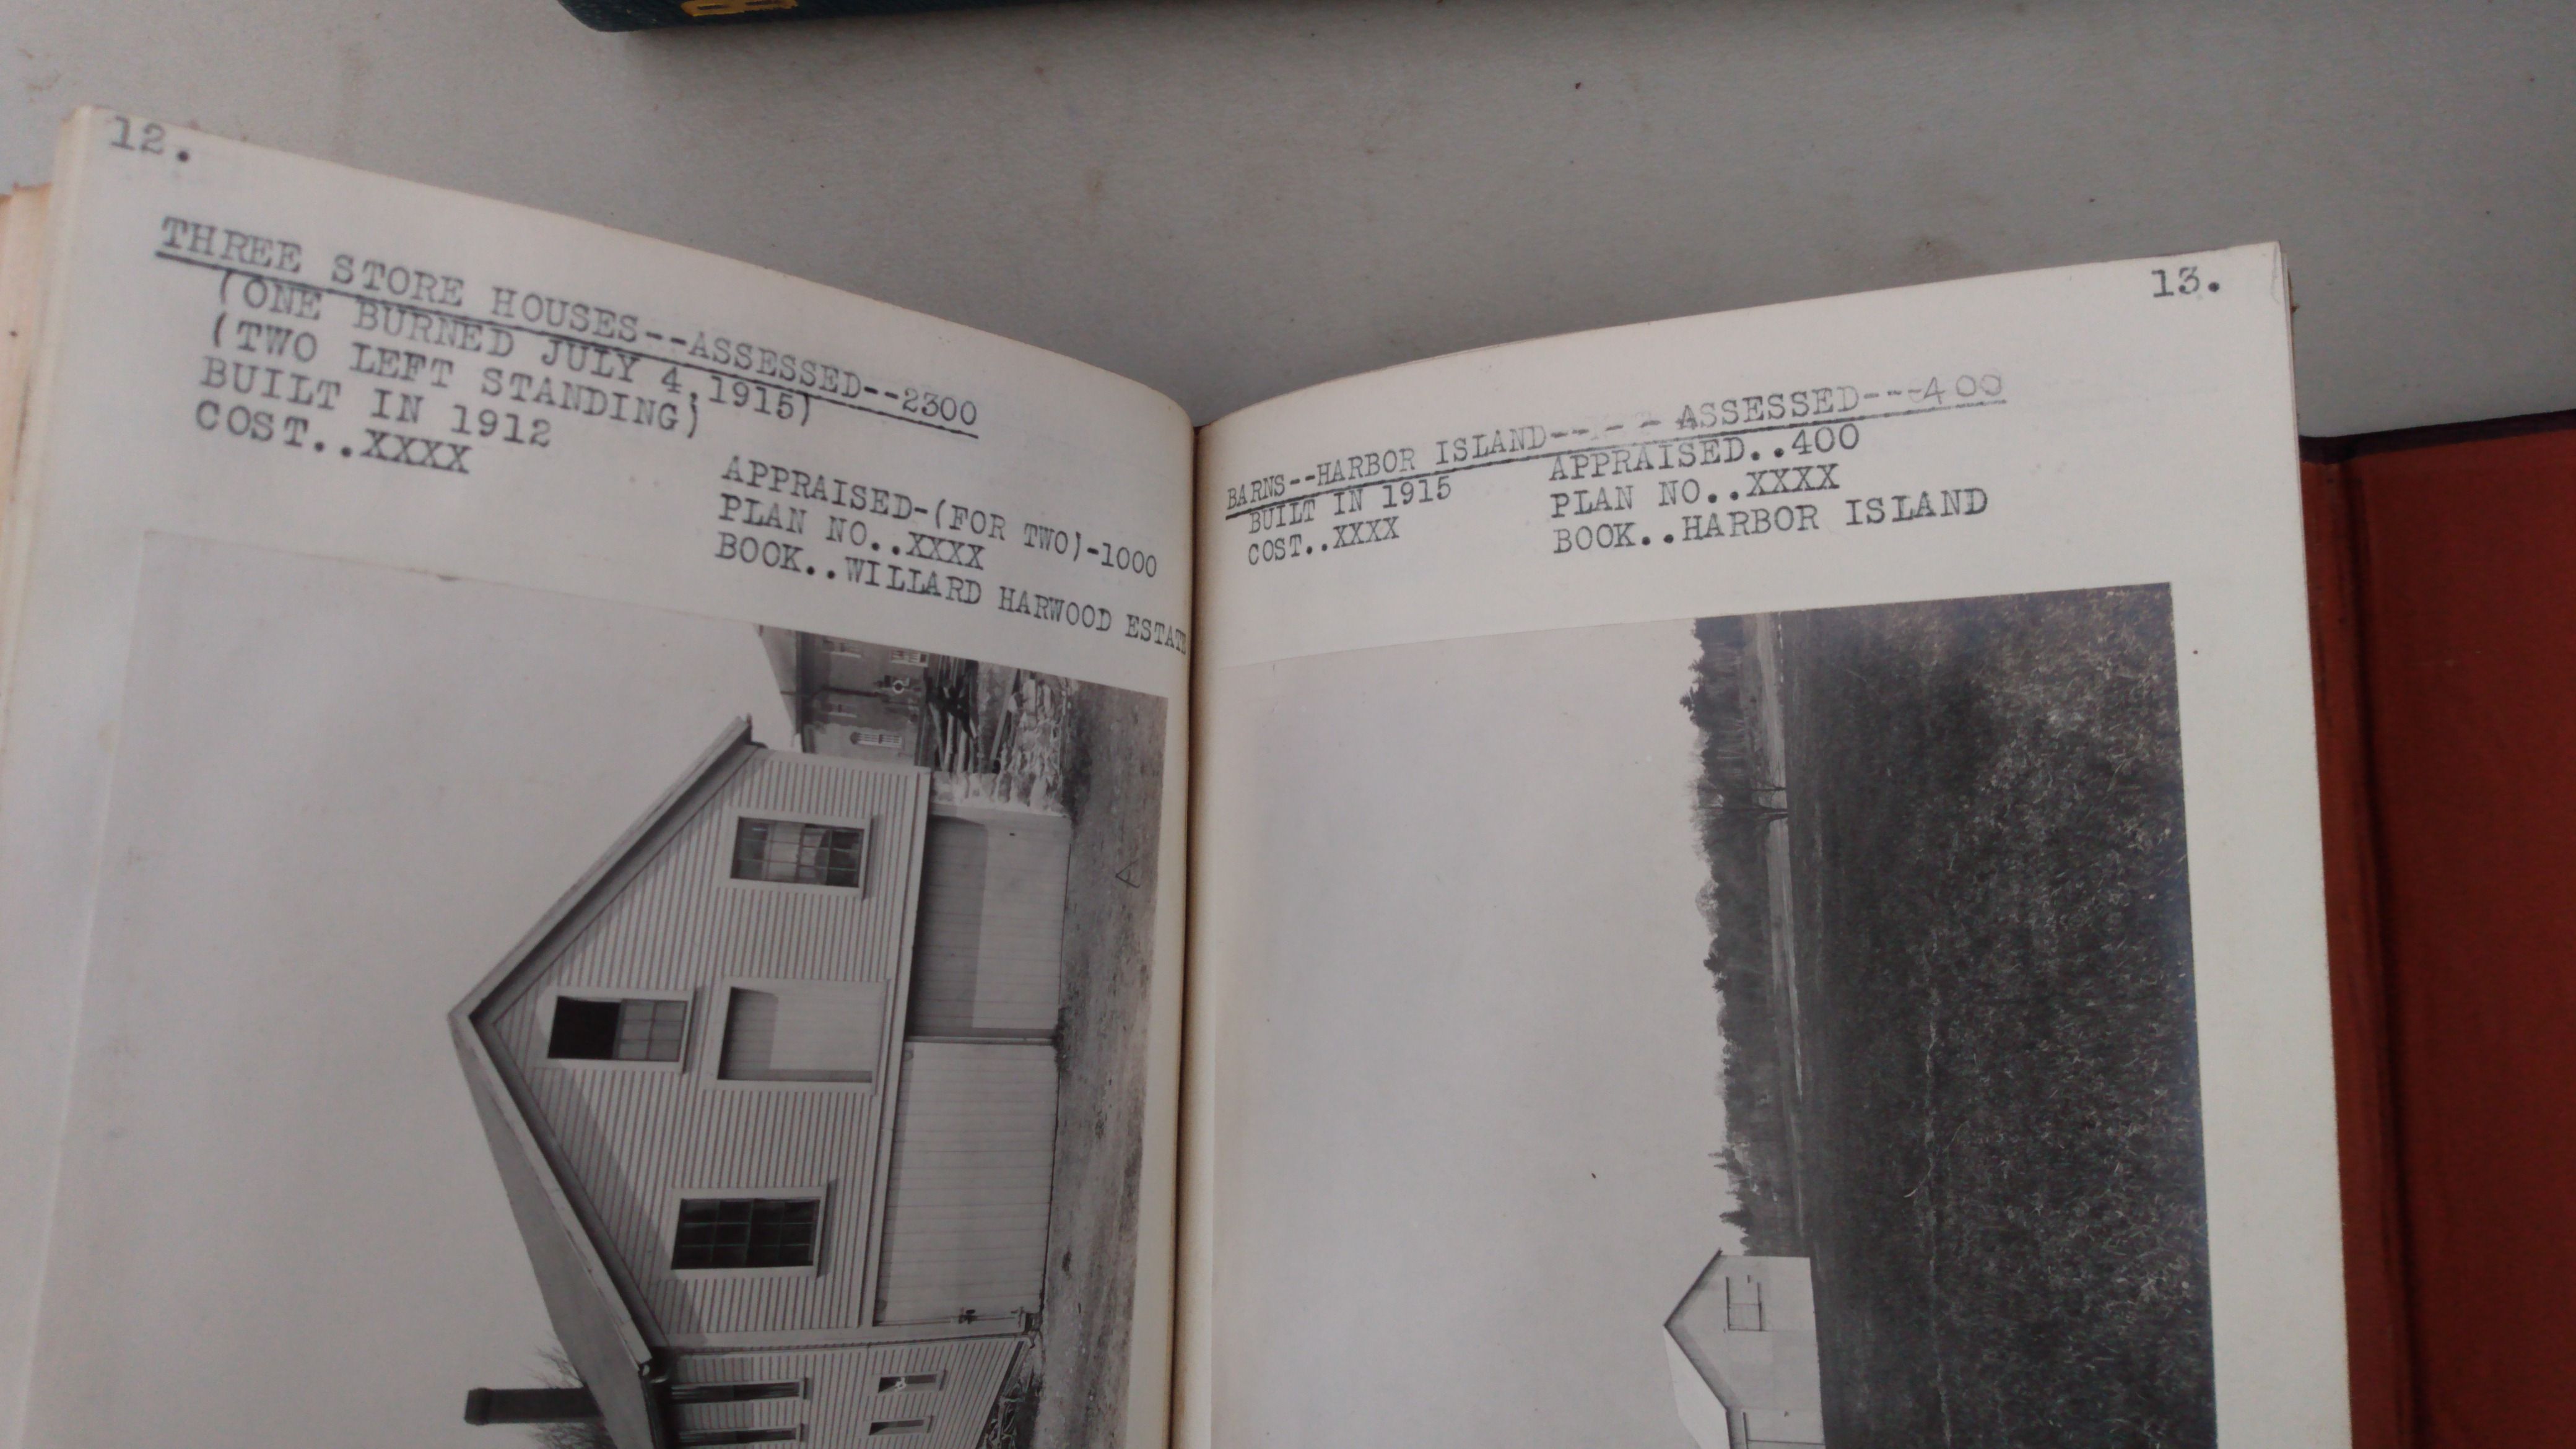 12.
THREE STORE HOUSES--ASSESSED--2300
(ONE BURNED JULY 4,1915)
(TWO LEFT STANDING)
BUILT IN 1912
COST..XXXX
APPRAISED-(FOR TWO)-1000
PLAN NO..XXXX
BOOK..WILLARD HARWOOD ESTATE
13.
BARNS--HARBOR ISLAND-- - - ASSESSED---400
BUILT IN 1915
COST..XXXX
APPRAISED..400
PLAN NO..XXXX
BOOK..HARBOR ISLAND